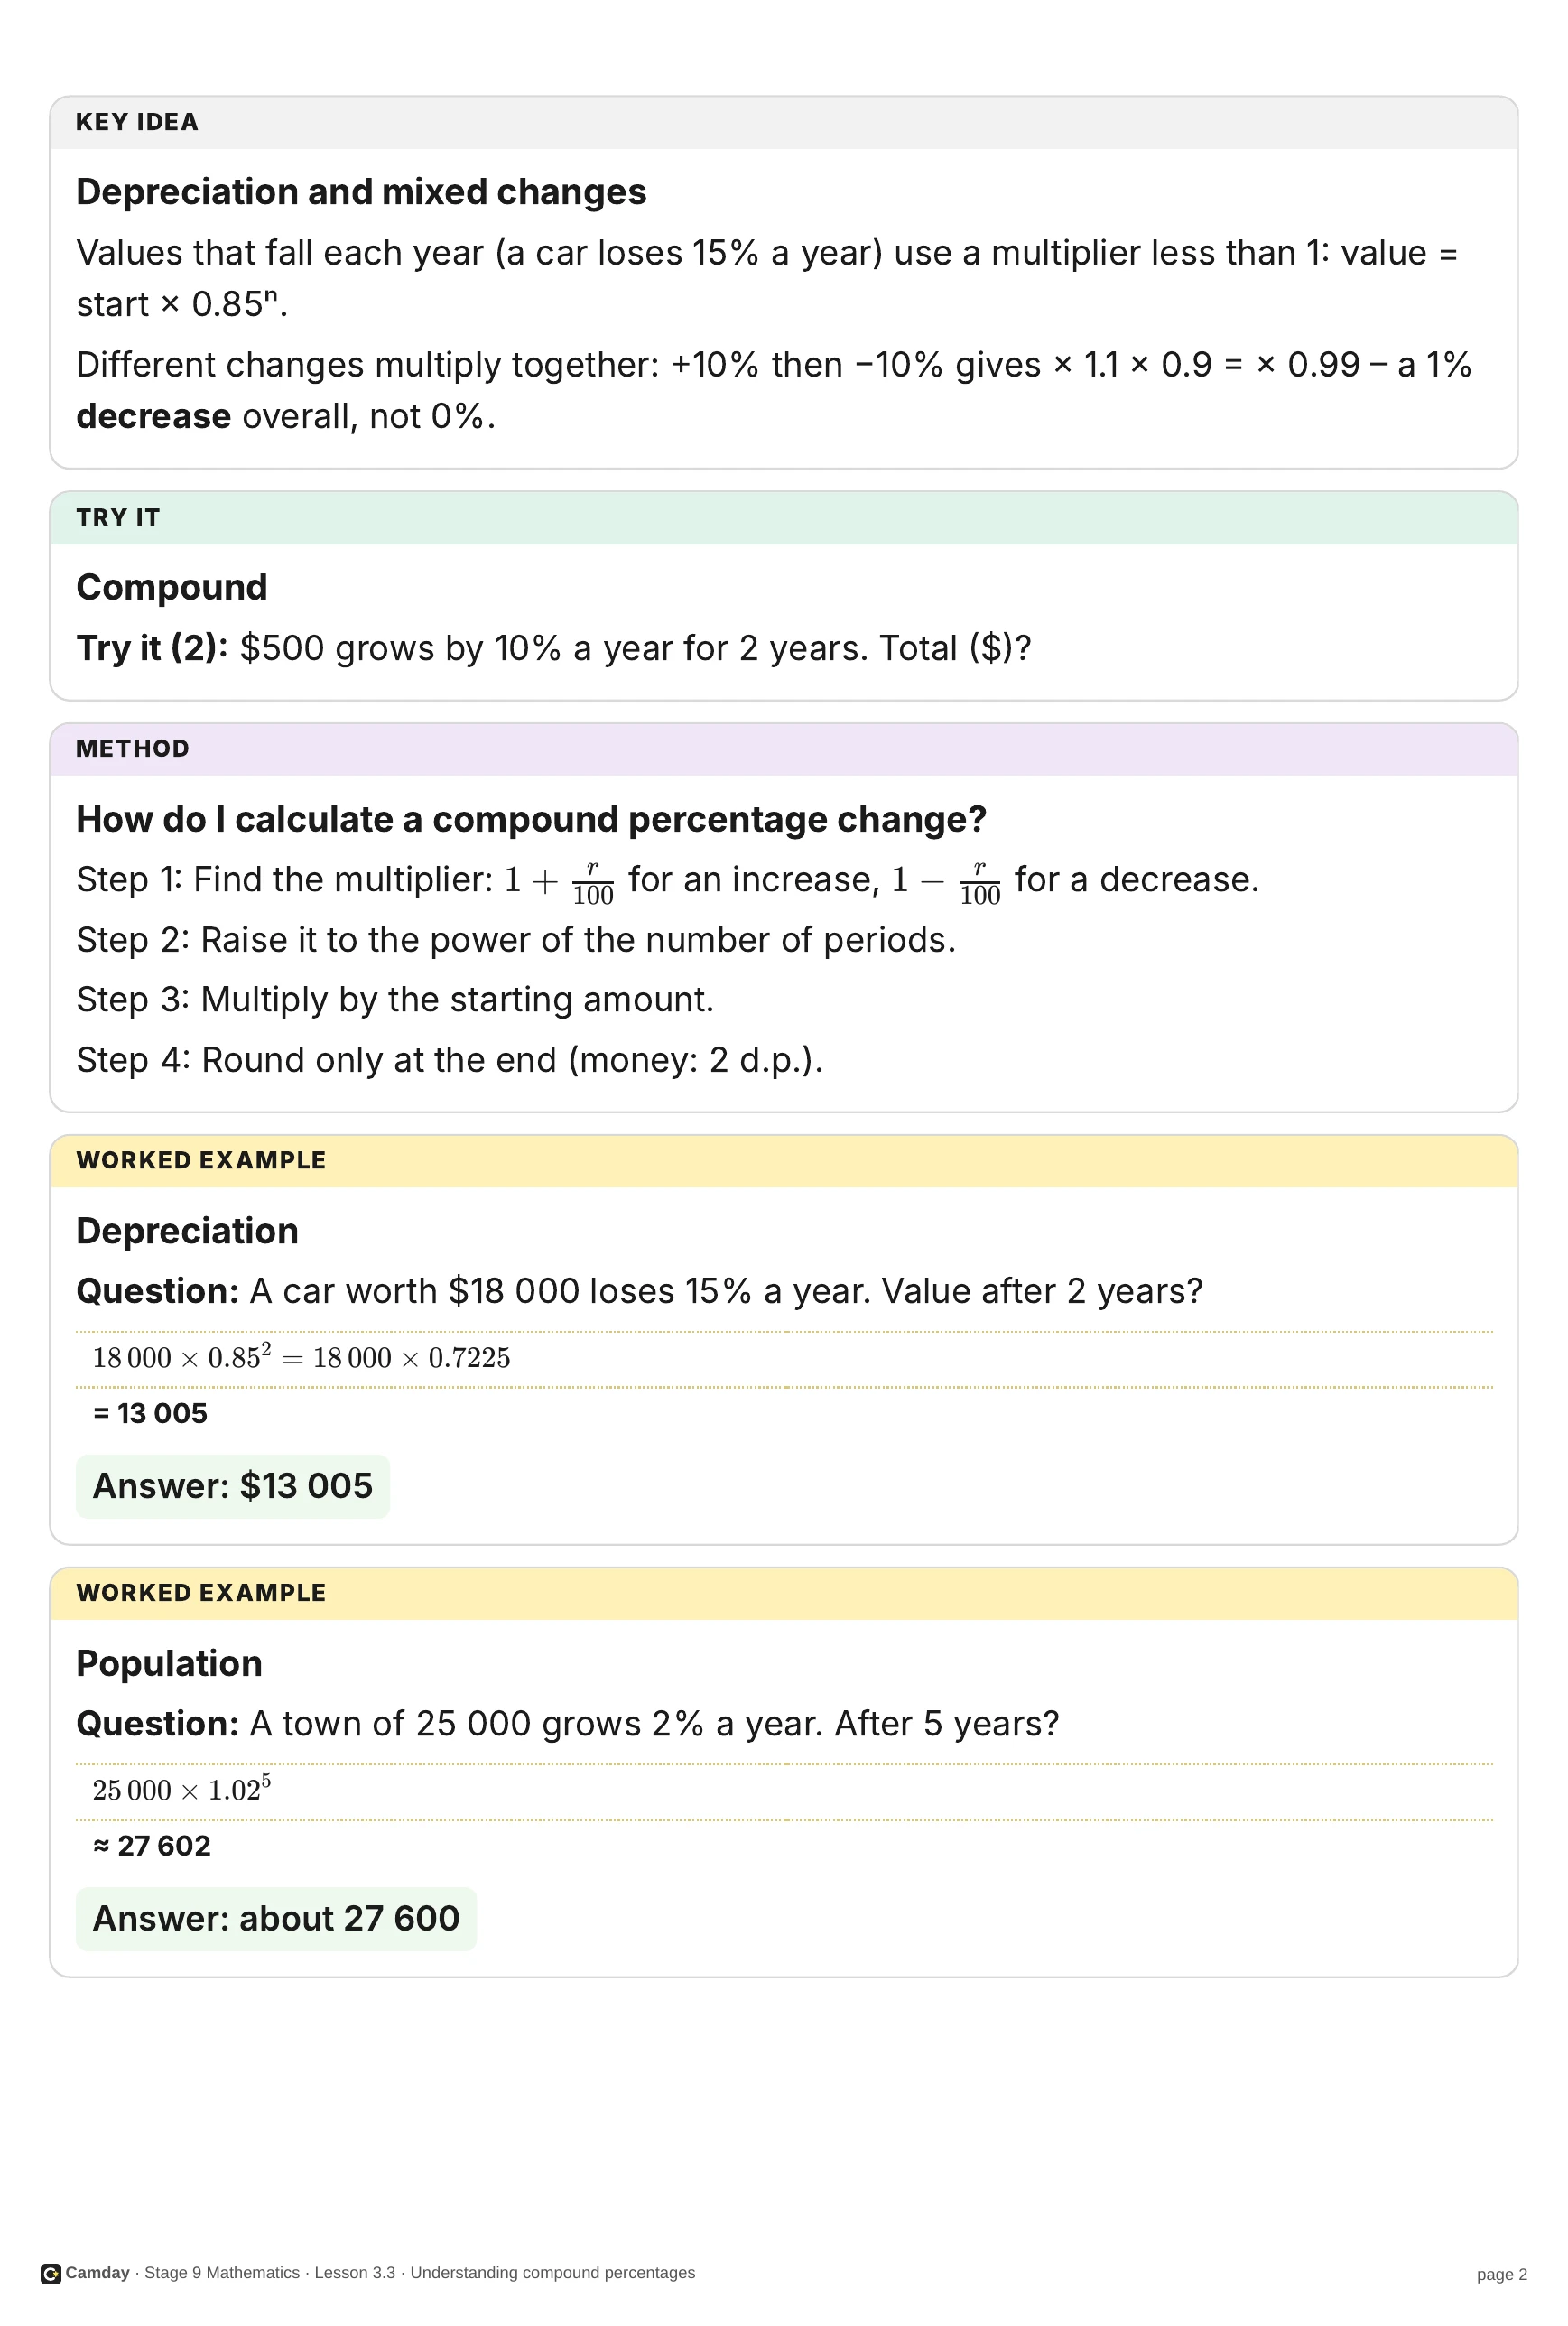 KEY IDEA
Depreciation and mixed changes
Values that fall each year (a car loses 15% a year) use a multiplier less than 1: value =
start × 0.85ⁿ.
Different changes multiply together: +10% then −10% gives × 1.1 × 0.9 = × 0.99 – a 1%
decrease overall, not 0%.
TRY IT
Compound
Try it (2): $500 grows by 10% a year for 2 years. Total ($)?
METHOD
How do I calculate a compound percentage change?
Step 1: Find the multiplier: 1 + r/100 for an increase, 1 − r/100 for a decrease.
Step 2: Raise it to the power of the number of periods.
Step 3: Multiply by the starting amount.
Step 4: Round only at the end (money: 2 d.p.).
WORKED EXAMPLE
Depreciation
Question: A car worth $18 000 loses 15% a year. Value after 2 years?
18 000 × 0.85² = 18 000 × 0.7225
= 13 005
Answer: $13 005
WORKED EXAMPLE
Population
Question: A town of 25 000 grows 2% a year. After 5 years?
25 000 × 1.02⁵
≈ 27 602
Answer: about 27 600
Camday · Stage 9 Mathematics · Lesson 3.3 · Understanding compound percentages
page 2